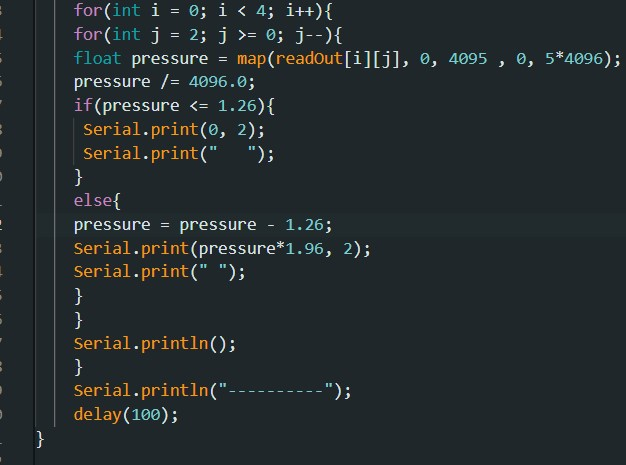 for(int i = 0; i < 4; i++){
for(int j = 2; j >= 0; j--){
float pressure = map(readOut[i][j], 0, 4095 , 0, 5*4096);
pressure /= 4096.0;
if(pressure <= 1.26){
Serial.print(0, 2);
Serial.print("   ");
}
else{
pressure = pressure - 1.26;
Serial.print(pressure*1.96, 2);
Serial.print(" ");
}
}
Serial.println();
}
Serial.println("----------");
delay(100);
}